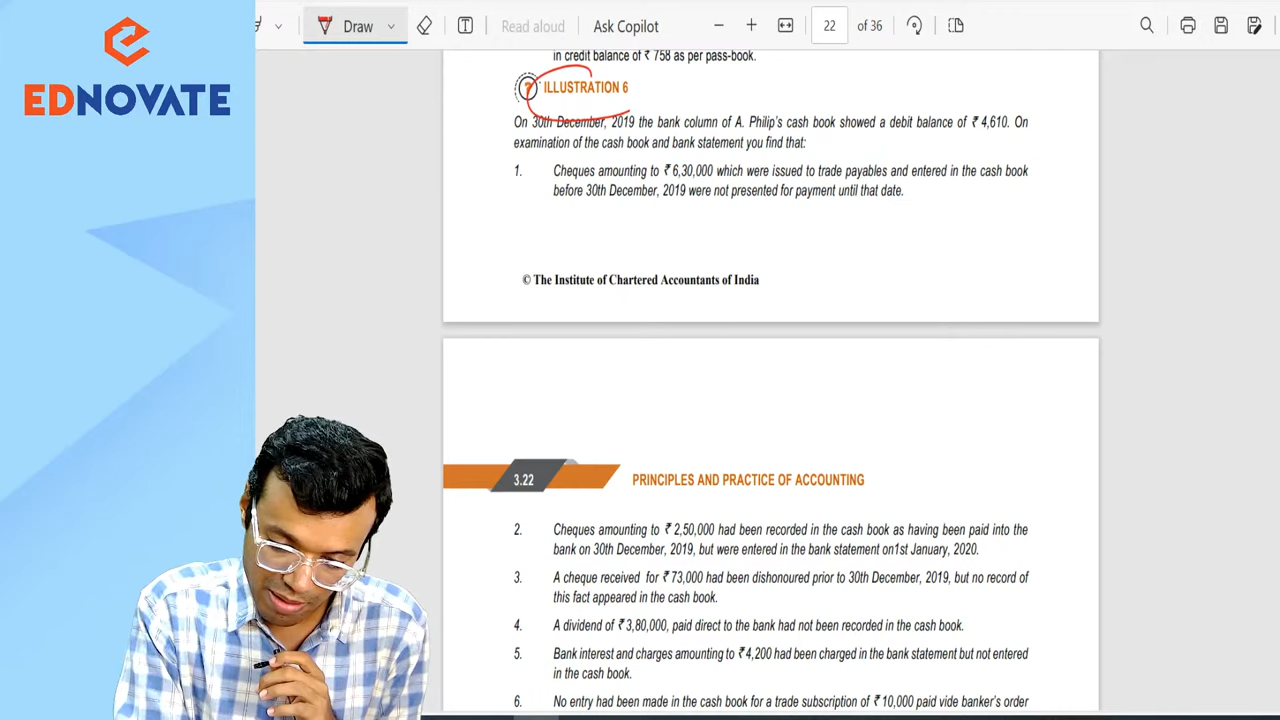 Draw
Read aloud
Ask Copilot
22
of 36
EDNOVATE
in credit balance of ₹ 758 as per pass-book.
? ILLUSTRATION 6
On 30th December, 2019 the bank column of A. Philip's cash book showed a debit balance of ₹ 4,610. On
examination of the cash book and bank statement you find that:
1. Cheques amounting to ₹ 6,30,000 which were issued to trade payables and entered in the cash book
before 30th December, 2019 were not presented for payment until that date.
© The Institute of Chartered Accountants of India
3.22 PRINCIPLES AND PRACTICE OF ACCOUNTING
2. Cheques amounting to ₹ 2,50,000 had been recorded in the cash book as having been paid into the
bank on 30th December, 2019, but were entered in the bank statement on1st January, 2020.
3. A cheque received for ₹ 73,000 had been dishonoured prior to 30th December, 2019, but no record of
this fact appeared in the cash book.
4. A dividend of ₹ 3,80,000, paid direct to the bank had not been recorded in the cash book.
5. Bank interest and charges amounting to ₹ 4,200 had been charged in the bank statement but not entered
in the cash book.
6. No entry had been made in the cash book for a trade subscription of ₹ 10,000 paid vide banker's order